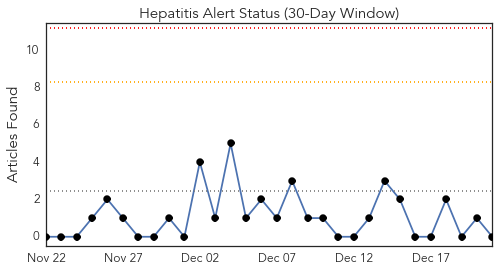 Hepatitis Alert Status (30-Day Window)
Articles Found
10
8
6
4
2
0
Nov 22 Nov 27 Dec 02 Dec 07 Dec 12 Dec 17